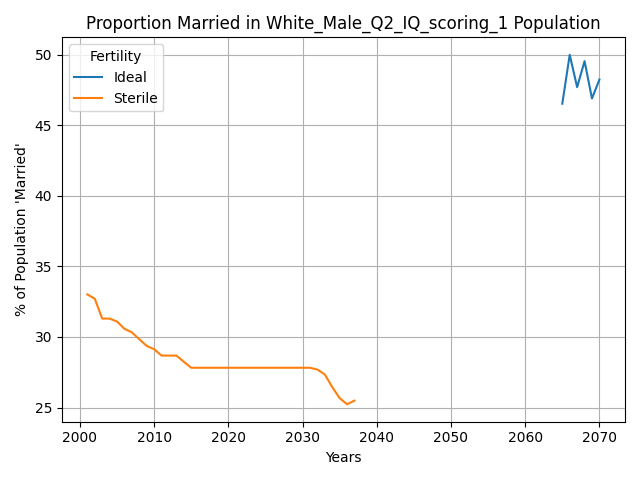 Proportion Married in White_Male_Q2_IQ_scoring_1 Population
Fertility
Ideal
Sterile
% of Population 'Married'
50
45
40
35
30
25
2000 2010 2020 2030 2040 2050 2060 2070
Years